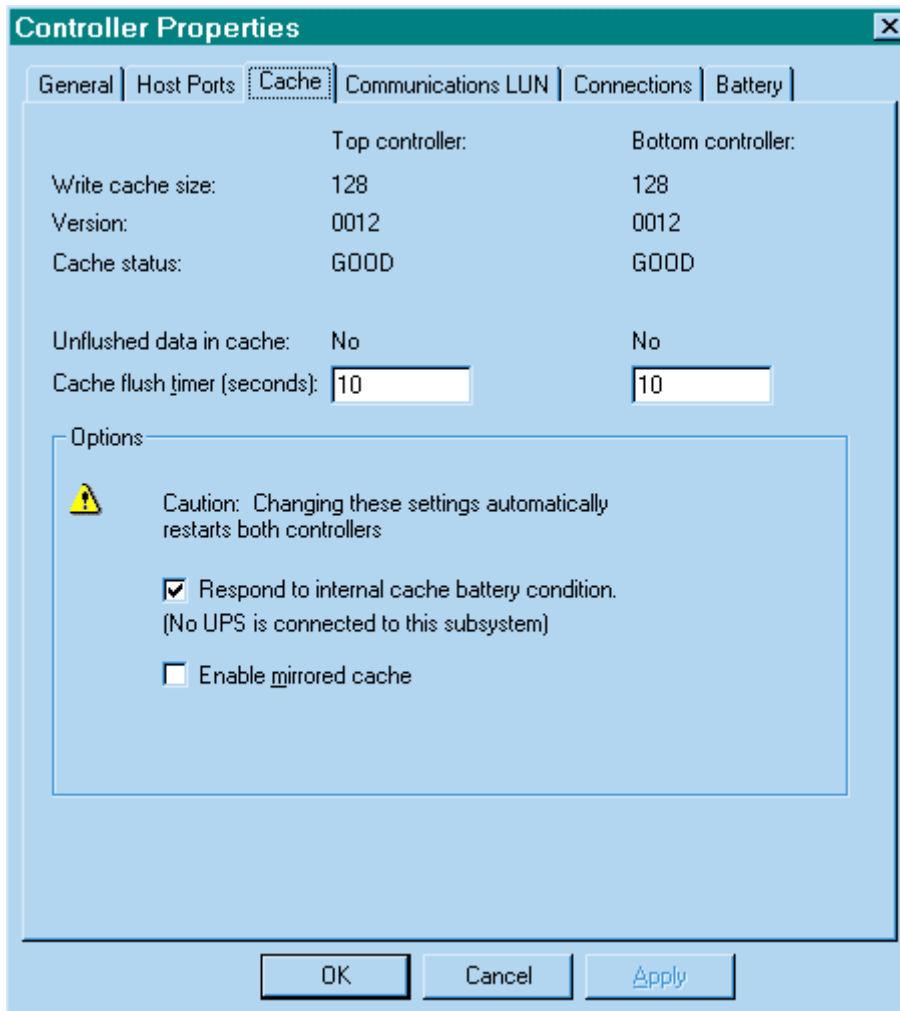 Controller Properties
General Host Ports Cache Communications LUN Connections Battery
Top controller: Bottom controller:
Write cache size: 128 128
Version: 0012 0012
Cache status: GOOD GOOD
Unflushed data in cache: No No
Cache flush timer (seconds): 10 10
Options
Caution: Changing these settings automatically
restarts both controllers
Respond to internal cache battery condition.
(No UPS is connected to this subsystem)
Enable mirrored cache
OK Cancel Apply